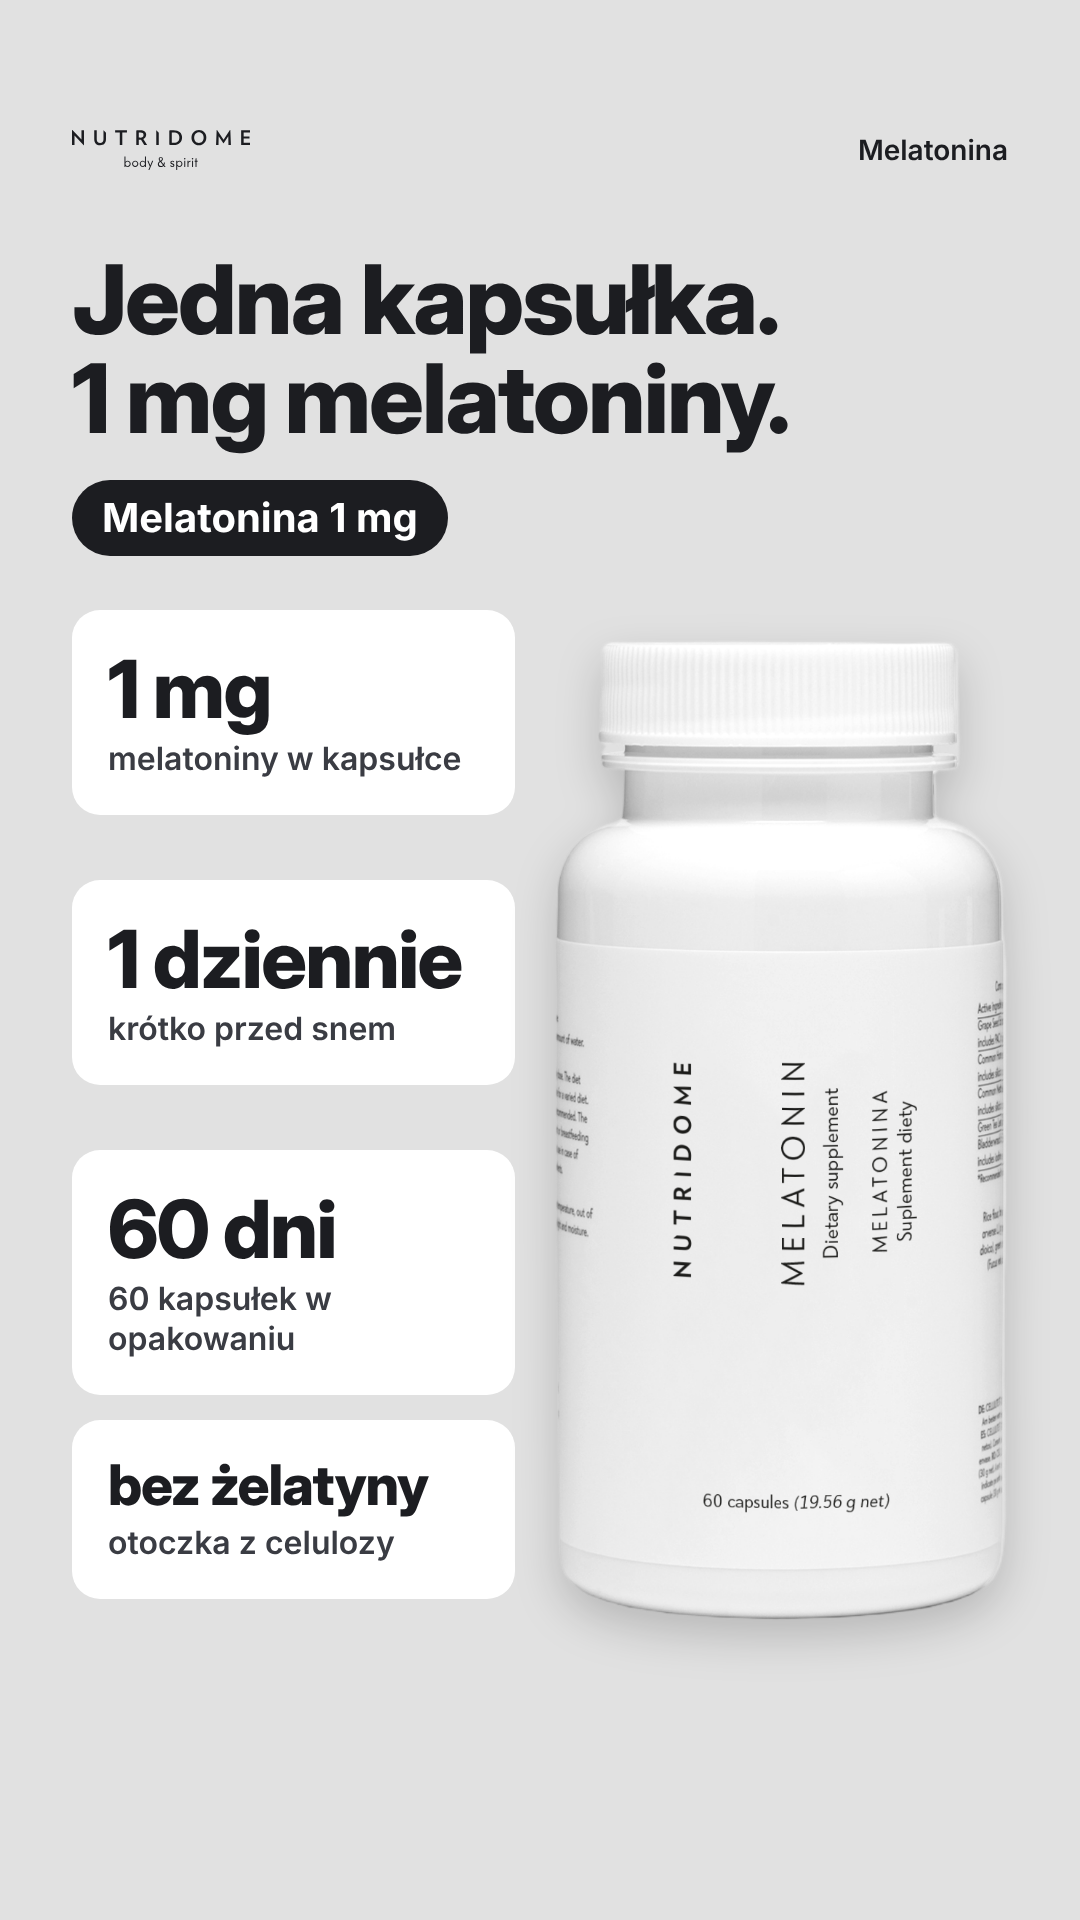 NUTRIDOME
body & spirit
Melatonina
Jedna kapsułka.
1 mg melatoniny.
Melatonina 1 mg
1 mg
melatoniny w kapsułce
1 dziennie
krótko przed snem
60 dni
60 kapsułek w
opakowaniu
bez żelatyny
otoczka z celulozy
NUTRIDOME
MELATONIN
Dietary supplement
MELATONINA
Suplement diety
60 capsules (19.56 g net)